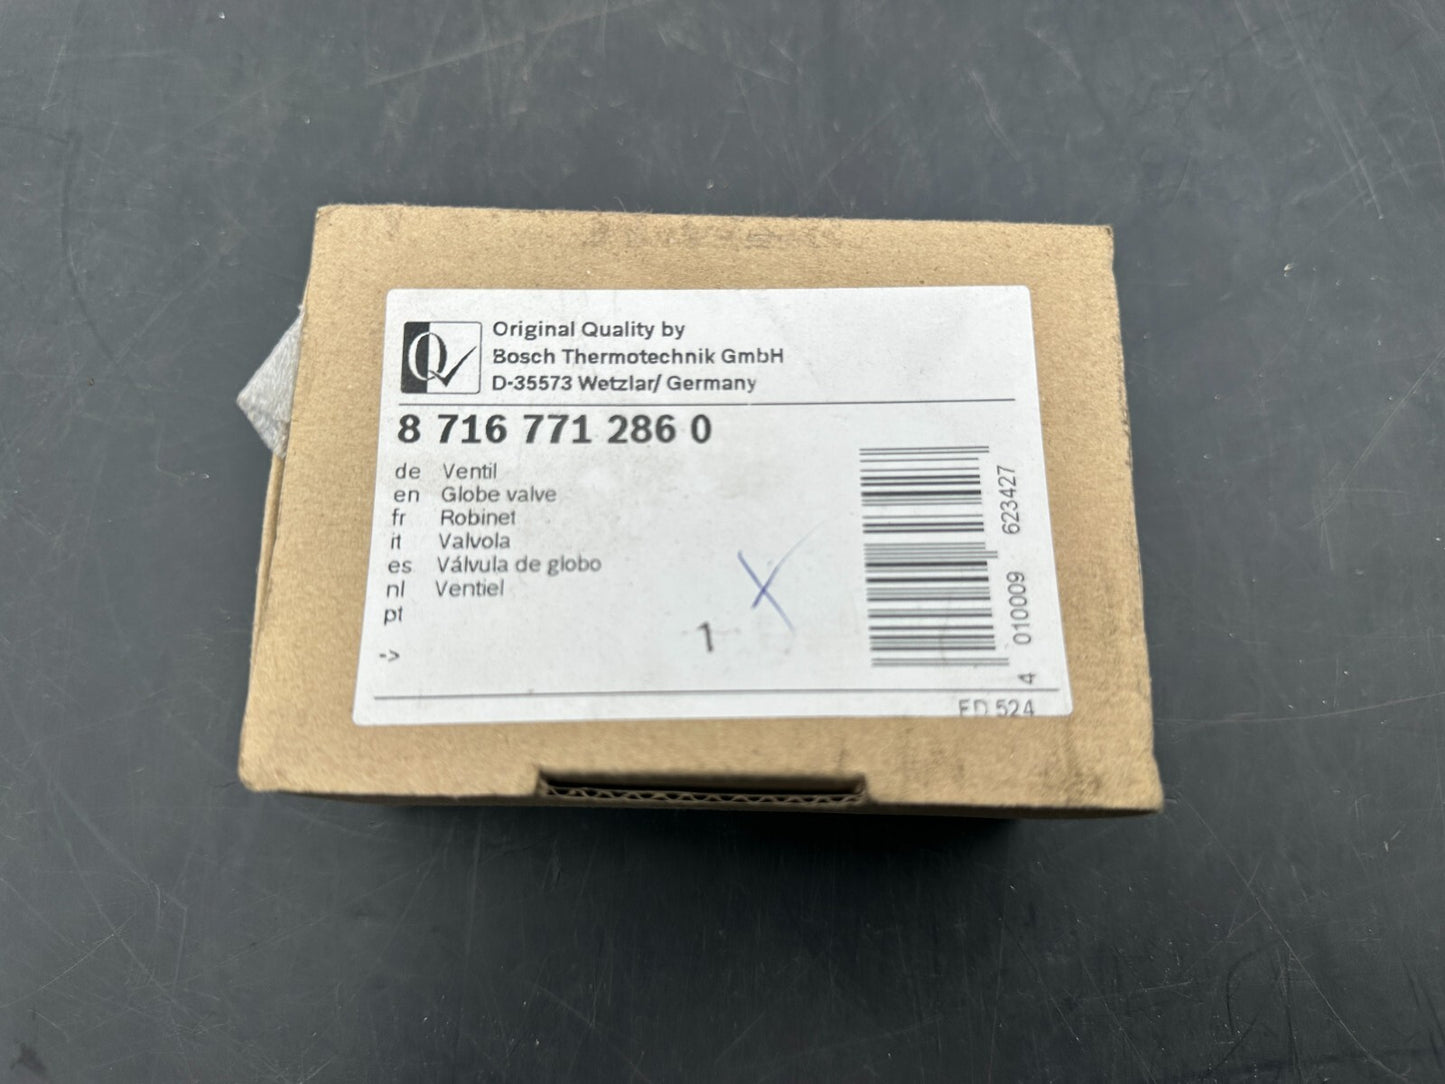 Q
Original Quality by
Bosch Thermotechnik GmbH
D-35573 Wetzlar/ Germany
8 716 771 286 0
de Ventil
en Globe valve
fr Robinet
it Valvola
es Válvula de globo
nl Ventiel
pt
->
1
4 010009 623427
FD 524